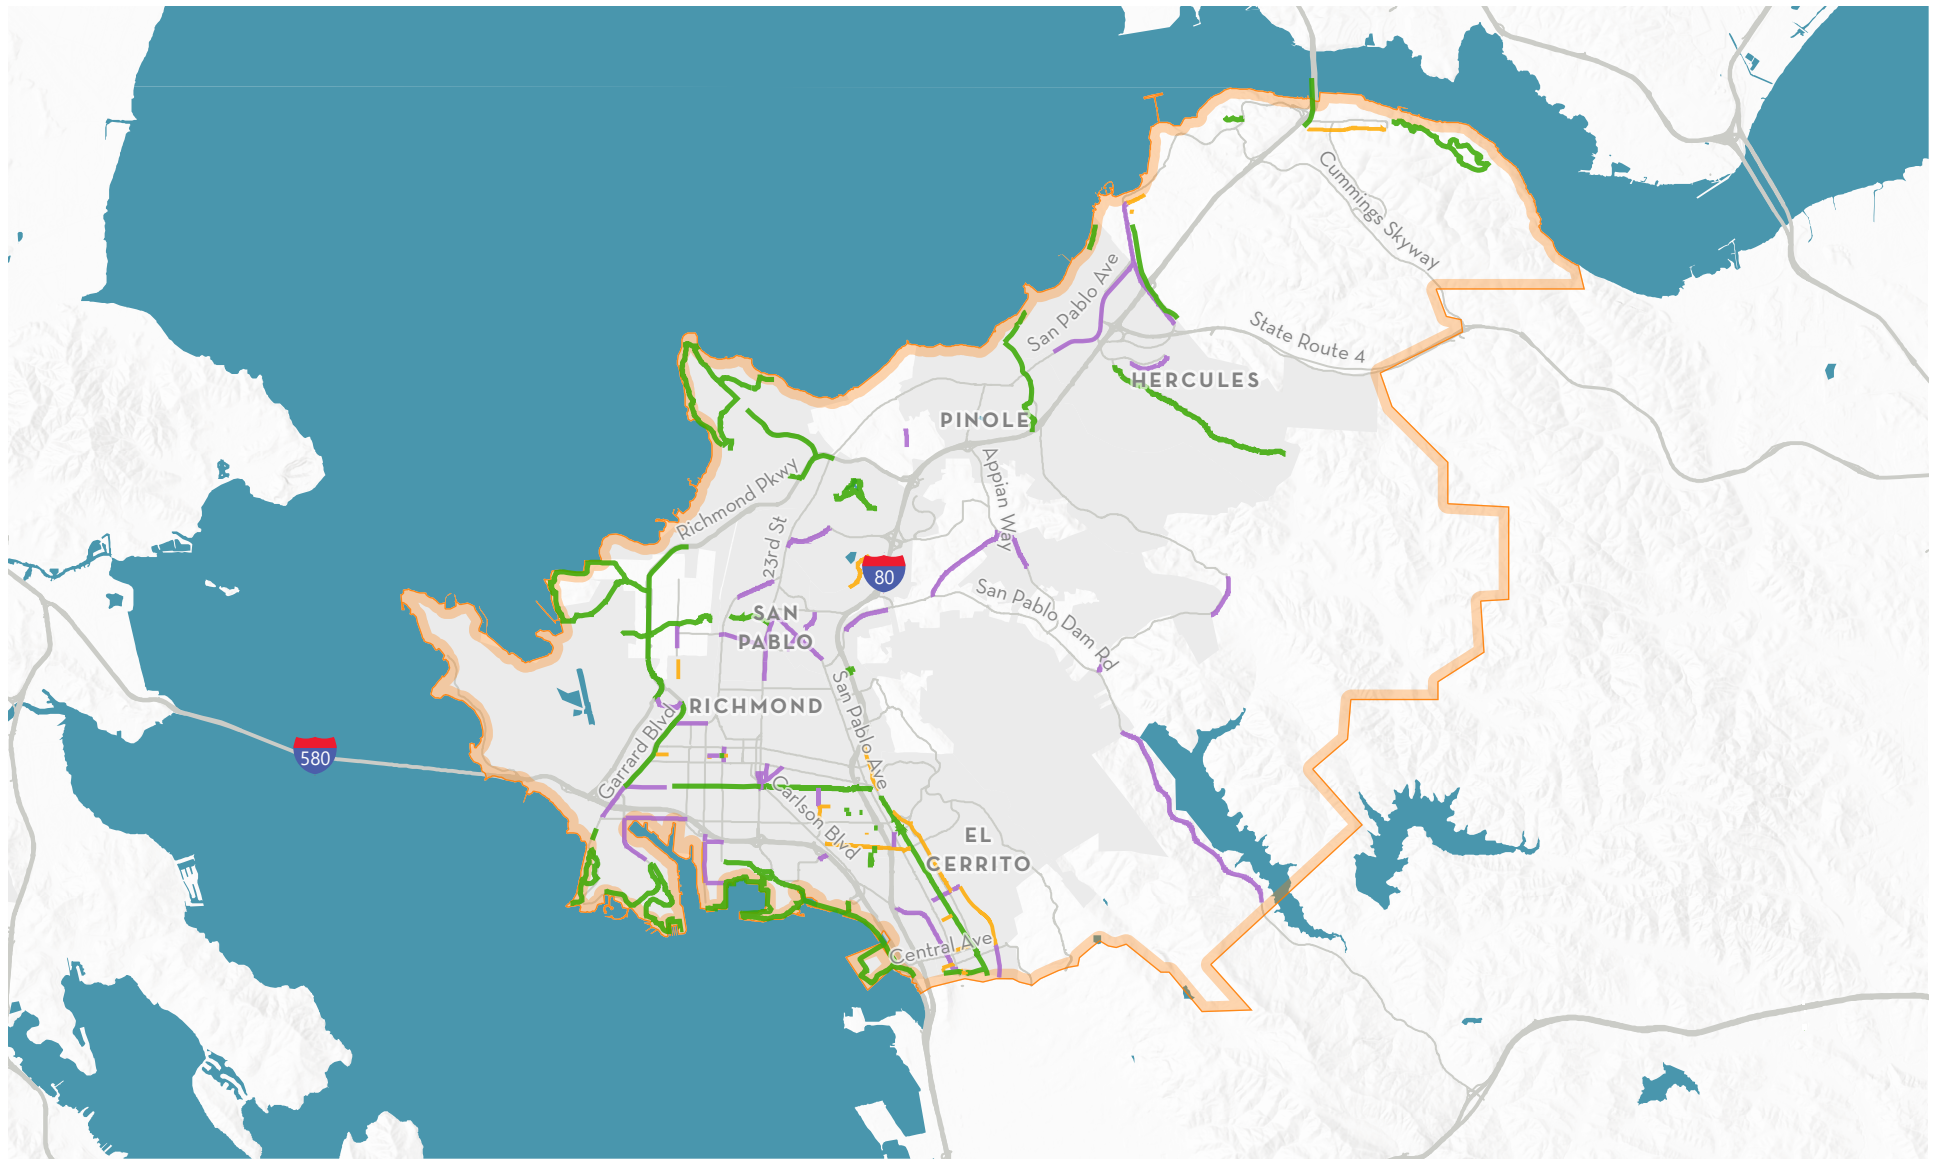 Cummings Skyway
San Pablo Ave
State Route 4
HERCULES
PINOLE
Richmond Pkwy
Appian Way
23rd St
80
San Pablo Dam Rd
SAN
PABLO
RICHMOND
San Pablo Ave
Garrard Blvd
580
Carlson Blvd
EL
CERRITO
Central Ave